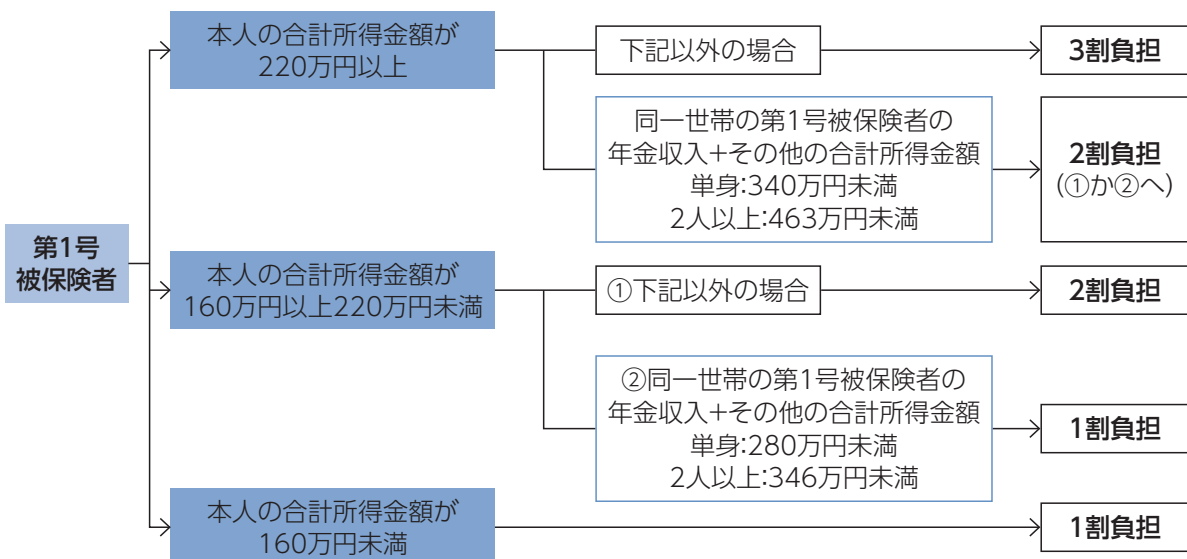 第1号
被保険者
本人の合計所得金額が
220万円以上
下記以外の場合
3割負担
同一世帯の第1号被保険者の
年金収入+その他の合計所得金額
単身:340万円未満
2人以上:463万円未満
2割負担
(①か②へ)
本人の合計所得金額が
160万円以上220万円未満
①下記以外の場合
2割負担
②同一世帯の第1号被保険者の
年金収入+その他の合計所得金額
単身:280万円未満
2人以上:346万円未満
1割負担
本人の合計所得金額が
160万円未満
1割負担